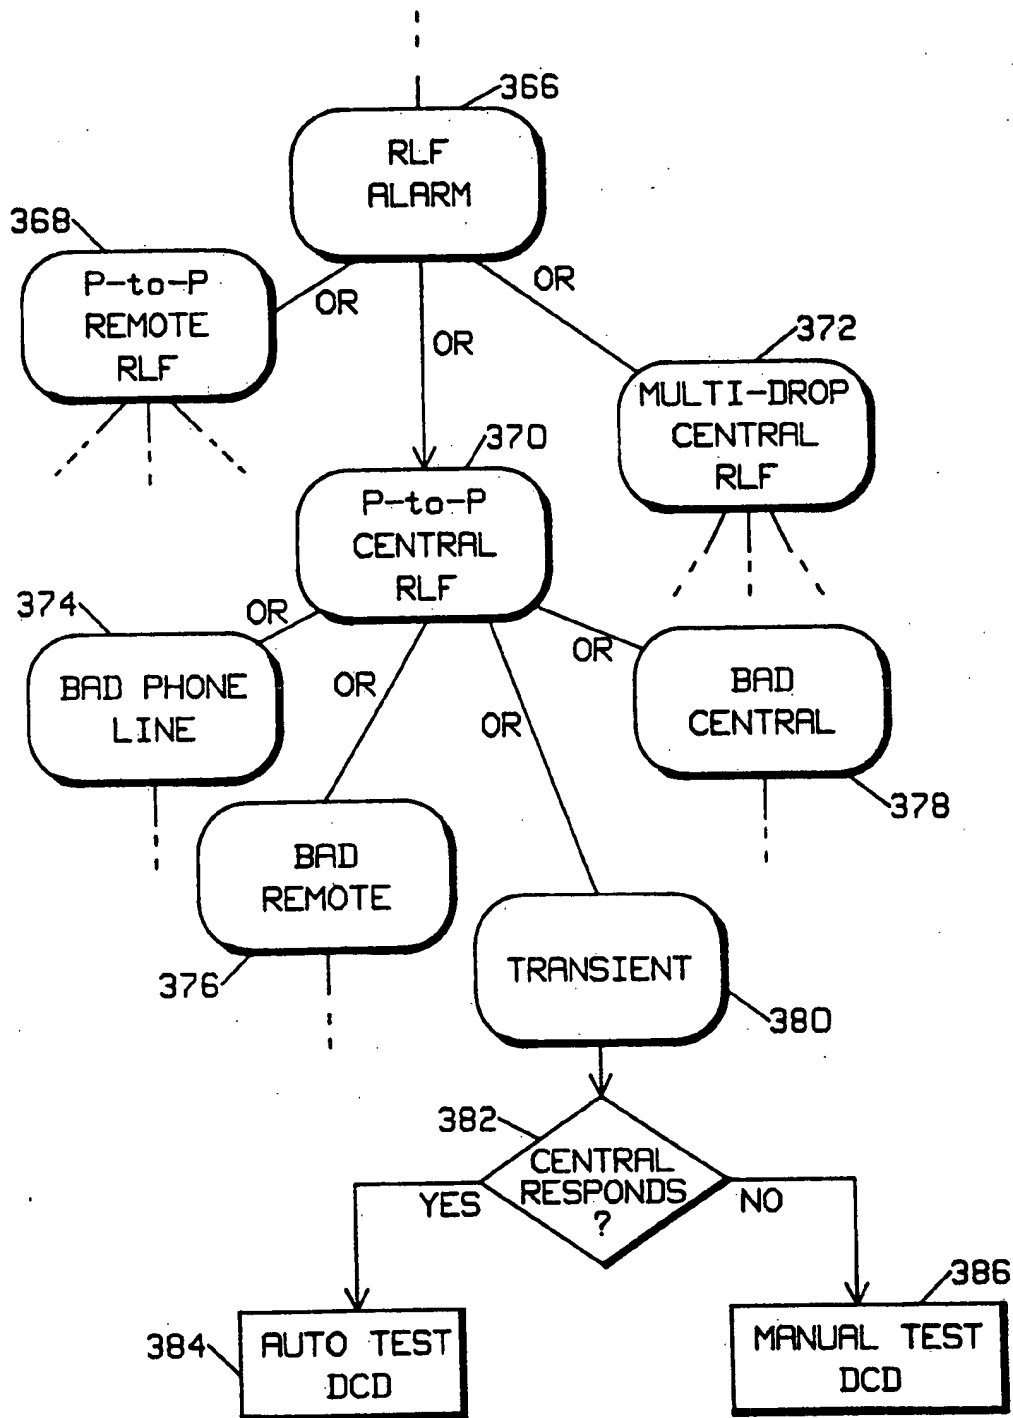 366
RLF
ALARM
368
P-to-P
REMOTE
RLF
OR
OR
OR
372
MULTI-DROP
CENTRAL
RLF
370
P-to-P
CENTRAL
RLF
374
BAD PHONE
LINE
OR
OR
OR
OR
BAD
CENTRAL
378
BAD
REMOTE
376
TRANSIENT
380
382
CENTRAL
RESPONDS
?
YES
NO
384
AUTO TEST
DCD
386
MANUAL TEST
DCD